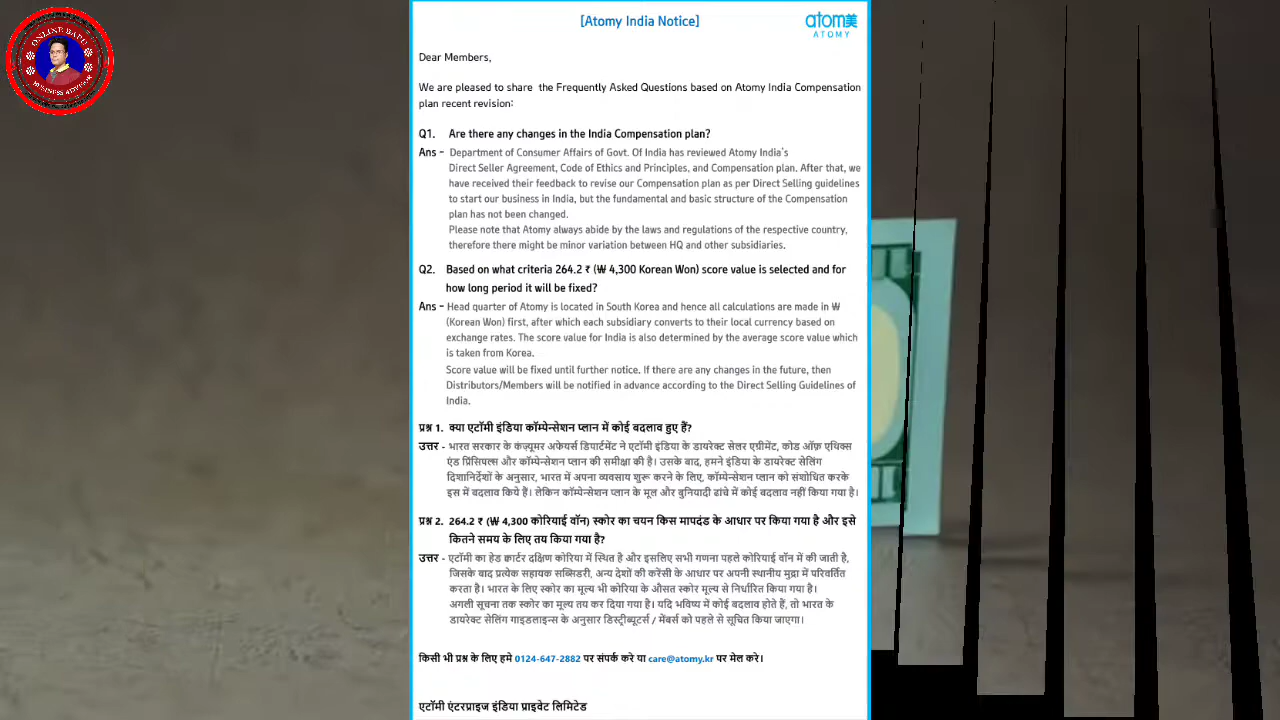 ONLINE BAPU
BUSINESS ADVISOR
[Atomy India Notice]
atom美
ATOMY
Dear Members,
We are pleased to share the Frequently Asked Questions based on Atomy India Compensation
plan recent revision:
Q1. Are there any changes in the India Compensation plan?
Ans - Department of Consumer Affairs of Govt. Of India has reviewed Atomy India's
Direct Seller Agreement, Code of Ethics and Principles, and Compensation plan. After that, we
have received their feedback to revise our Compensation plan as per Direct Selling guidelines
to start our business in India, but the fundamental and basic structure of the Compensation
plan has not been changed.
Please note that Atomy always abide by the laws and regulations of the respective country,
therefore there might be minor variation between HQ and other subsidiaries.
Q2. Based on what criteria 264.2 ₹ (₩ 4,300 Korean Won) score value is selected and for
how long period it will be fixed?
Ans - Head quarter of Atomy is located in South Korea and hence all calculations are made in ₩
(Korean Won) first, after which each subsidiary converts to their local currency based on
exchange rates. The score value for India is also determined by the average score value which
is taken from Korea.
Score value will be fixed until further notice. If there are any changes in the future, then
Distributors/Members will be notified in advance according to the Direct Selling Guidelines of
India.
प्रश्न 1. क्या एटॉमी इंडिया कॉम्पेन्सेशन प्लान में कोई बदलाव हुए हैं?
उत्तर - भारत सरकार के कंज़्यूमर अफेयर्स डिपार्टमेंट ने एटॉमी इंडिया के डायरेक्ट सेलर एग्रीमेंट, कोड ऑफ़ एथिक्स
एंड प्रिंसिपल्स और कॉम्पेन्सेशन प्लान की समीक्षा की है। उसके बाद, हमने इंडिया के डायरेक्ट सेलिंग
दिशानिर्देशों के अनुसार, भारत में अपना व्यवसाय शुरू करने के लिए, कॉम्पेन्सेशन प्लान को संशोधित करके
इस में बदलाव किये हैं। लेकिन कॉम्पेन्सेशन प्लान के मूल और बुनियादी ढांचे में कोई बदलाव नहीं किया गया है।
प्रश्न 2. 264.2 ₹ (₩ 4,300 कोरियाई वॉन) स्कोर का चयन किस मापदंड के आधार पर किया गया है और इसे
कितने समय के लिए तय किया गया है?
उत्तर - एटॉमी का हेड क्वार्टर दक्षिण कोरिया में स्थित है और इसलिए सभी गणना पहले कोरियाई वॉन में की जाती है,
जिसके बाद प्रत्येक सहायक सब्सिडरी, अन्य देशों की करेंसी के आधार पर अपनी स्थानीय मुद्रा में परिवर्तित
करता है। भारत के लिए स्कोर का मूल्य भी कोरिया के औसत स्कोर मूल्य से निर्धारित किया गया है।
अगली सूचना तक स्कोर का मूल्य तय कर दिया गया है। यदि भविष्य में कोई बदलाव होते हैं, तो भारत के
डायरेक्ट सेलिंग गाइडलाइन्स के अनुसार डिस्ट्रीब्यूटर्स / मेंबर्स को पहले से सूचित किया जाएगा।
किसी भी प्रश्न के लिए हमे 0124-647-2882 पर संपर्क करे या care@atomy.kr पर मेल करे।
एटॉमी एंटरप्राइज इंडिया प्राइवेट लिमिटेड